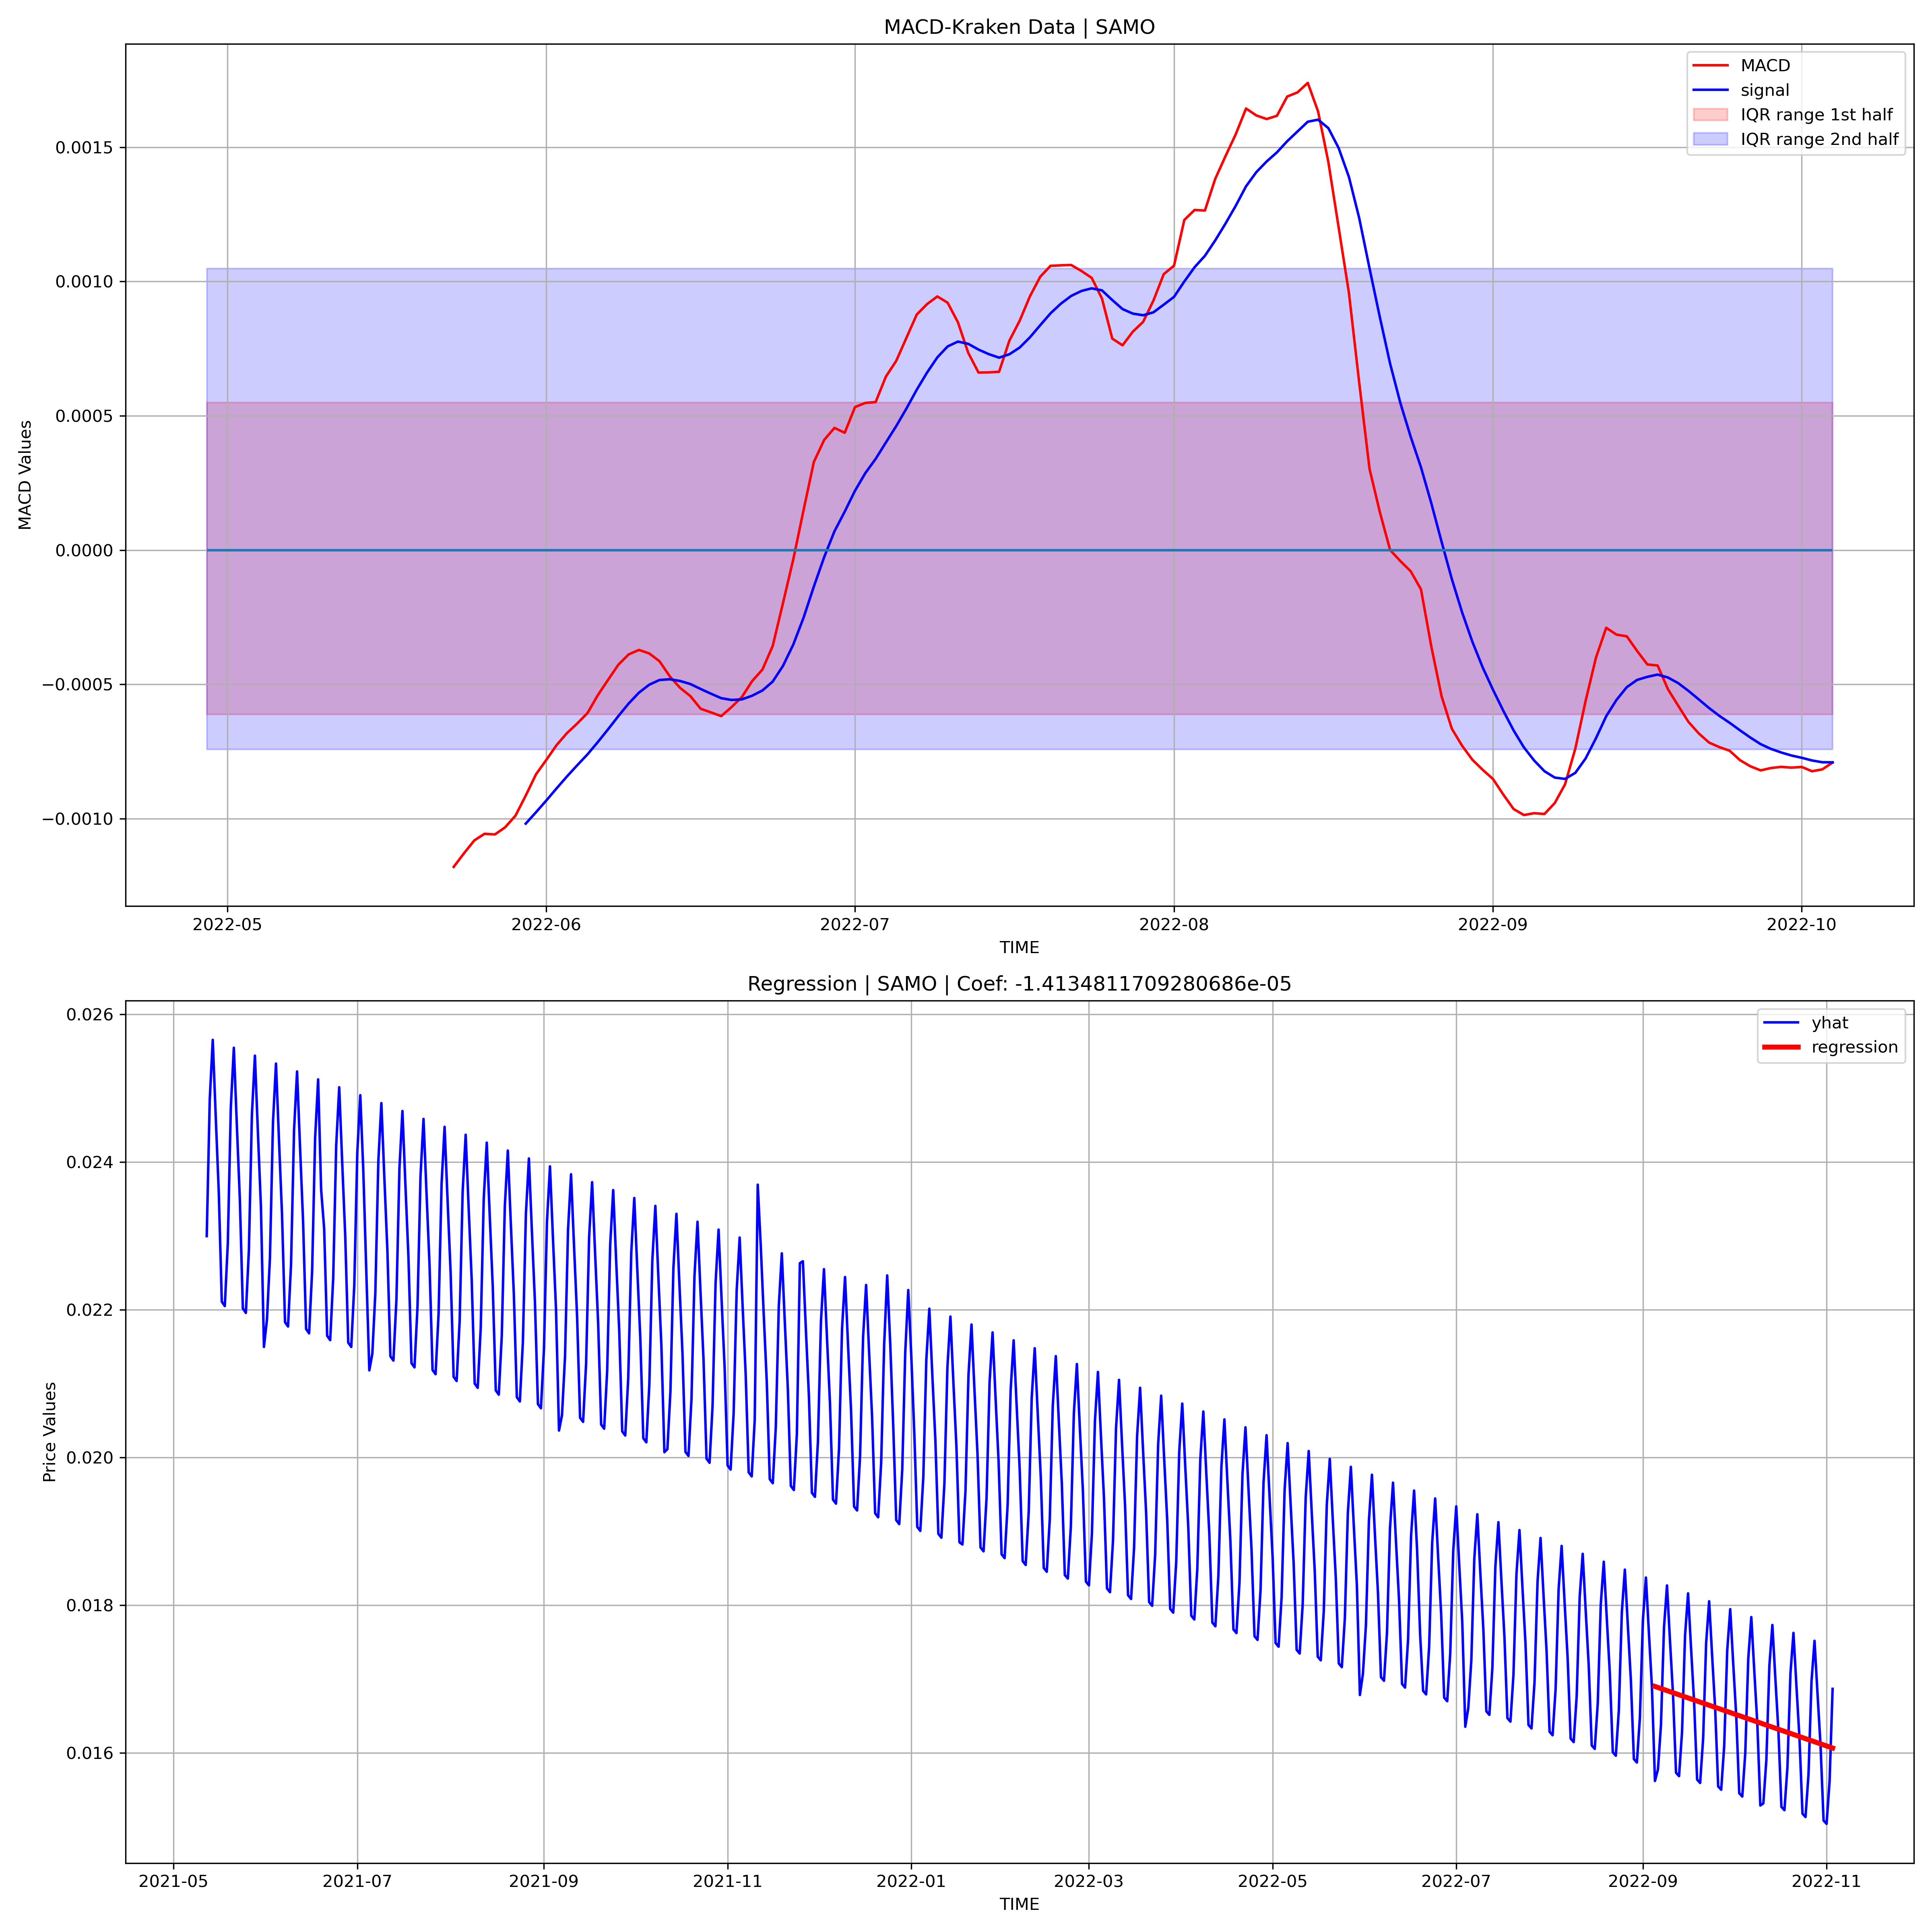 MACD-Kraken Data | SAMO
MACD
signal
IQR range 1st half
IQR range 2nd half
0.0015
0.0010
0.0005
0.0000
−0.0005
−0.0010
MACD Values
2022-05 2022-06 2022-07 2022-08 2022-09 2022-10
TIME
Regression | SAMO | Coef: -1.4134811709280686e-05
yhat
regression
0.026
0.024
0.022
0.020
0.018
0.016
Price Values
2021-05 2021-07 2021-09 2021-11 2022-01 2022-03 2022-05 2022-07 2022-09 2022-11
TIME